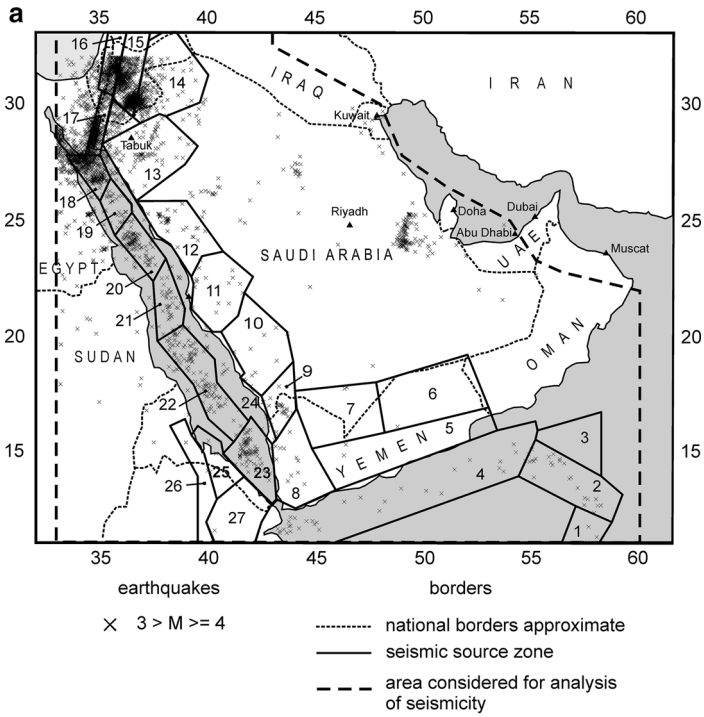 a
35 40 45 50 55 60
16 15
IRAQ
IRAN
14
30 30
17
Kuwait
Tabuk
13
18
25 25
Riyadh
Doha
Dubai
Abu Dhabi
UAE
Muscat
19
12
SAUDI ARABIA
EGYPT
20
11
21
10
20 20
SUDAN
OMAN
9
6
22
24
7
5
3
15 15
YEMEN
25
23
4
26
8
2
27
1
35 40 45 50 55 60
earthquakes borders
3 > M >= 4
national borders approximate
seismic source zone
area considered for analysis
of seismicity